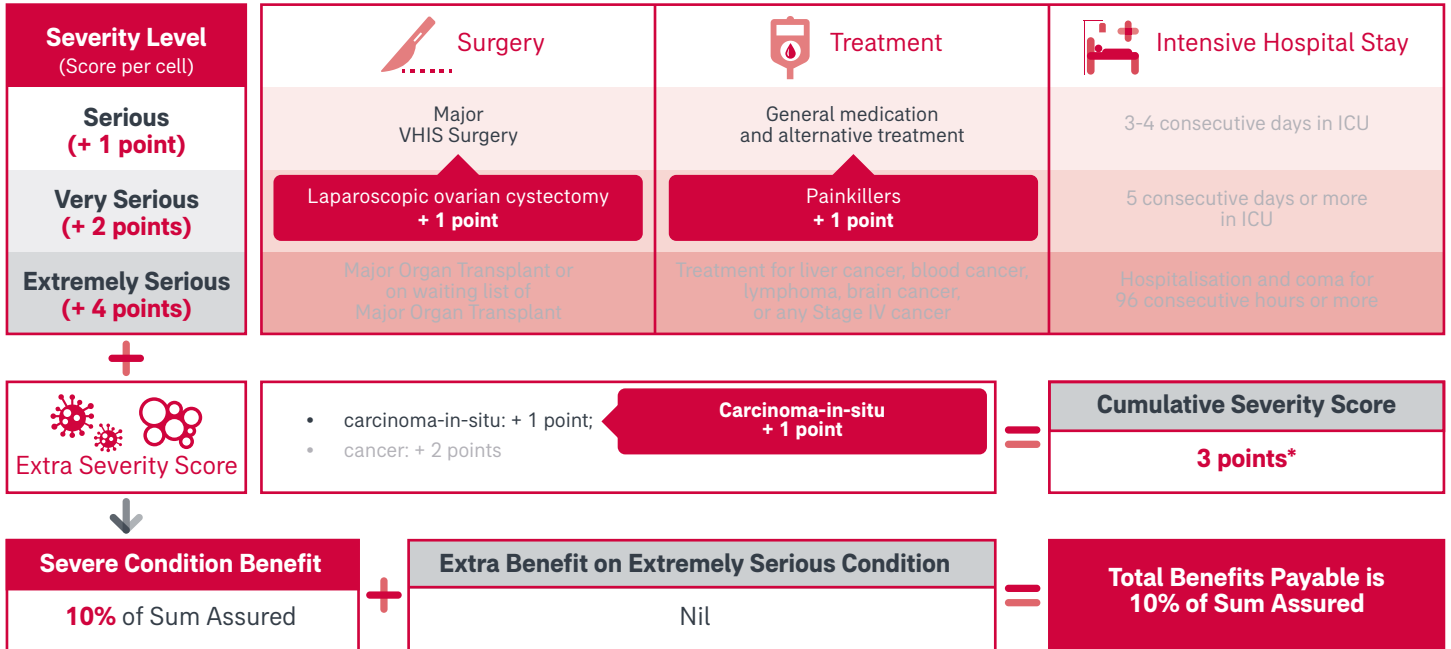 Severity Level
(Score per cell)
Surgery
Treatment
Intensive Hospital Stay
Serious
(+ 1 point)
Major
VHIS Surgery
General medication
and alternative treatment
3-4 consecutive days in ICU
Very Serious
(+ 2 points)
Laparoscopic ovarian cystectomy
+ 1 point
Painkillers
+ 1 point
5 consecutive days or more
in ICU
Extremely Serious
(+ 4 points)
Major Organ Transplant or
on waiting list of
Major Organ Transplant
Treatment for liver cancer, blood cancer,
lymphoma, brain cancer,
or any Stage IV cancer
Hospitalisation and coma for
96 consecutive hours or more
+
Extra Severity Score
• carcinoma-in-situ: + 1 point;
• cancer: + 2 points
Carcinoma-in-situ
+ 1 point
=
Cumulative Severity Score
3 points*
Severe Condition Benefit
10% of Sum Assured
+
Extra Benefit on Extremely Serious Condition
Nil
=
Total Benefits Payable is
10% of Sum Assured